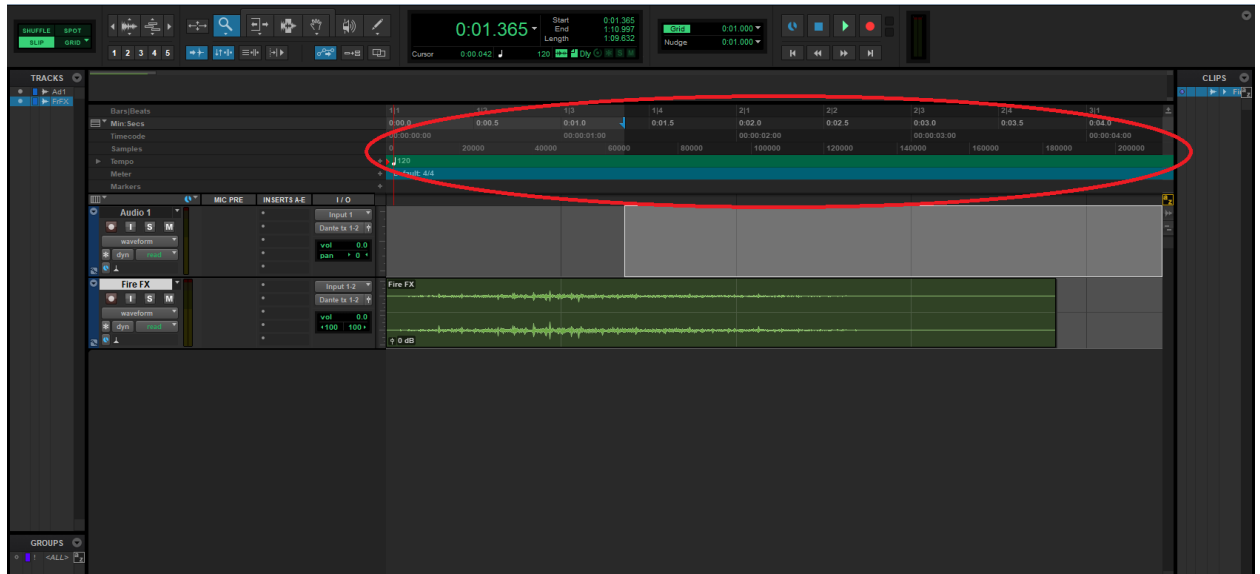 SHUFFLE SPOT
SLIP GRID
1 2 3 4 5
0:01.365
Start 0:01.365
End 1:10.997
Length 1:09.632
Cursor 0:00.042 120 Dly S M
Grid 0:01.000
Nudge 0:01.000
TRACKS
Ad1
FrFX
CLIPS
Bars|Beats 1|1 1|2 1|3 1|4 2|1 2|2 2|3 2|4 3|1
Min:Secs 0:00.0 0:00.5 0:01.0 0:01.5 0:02.0 0:02.5 0:03.0 0:03.5 0:04.0
Timecode 00:00:00:00 00:00:01:00 00:00:02:00 00:00:03:00 00:00:04:00
Samples 0 20000 40000 60000 80000 100000 120000 140000 160000 180000 200000
Tempo 120
Meter Default: 4/4
Markers
MIC PRE INSERTS A-E I / O
Audio 1
I S M
waveform
dyn read
Input 1
Dante tx 1-2
vol 0.0
pan 0
Fire FX
I S M
waveform
dyn read
Input 1-2
Dante tx 1-2
vol 0.0
100 100
Fire FX
0 dB
GROUPS
! <ALL>
a z